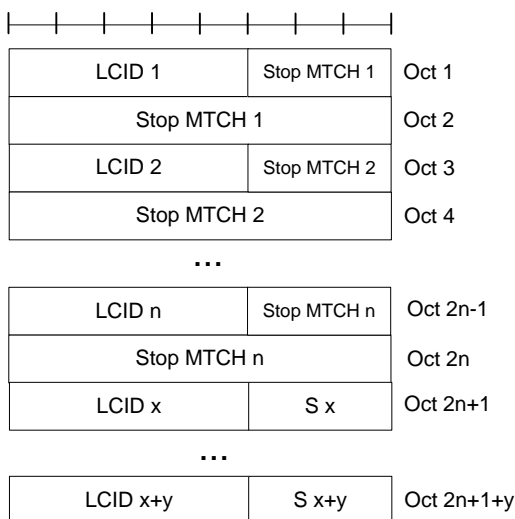 LCID 1 Stop MTCH 1 Oct 1
Stop MTCH 1 Oct 2
LCID 2 Stop MTCH 2 Oct 3
Stop MTCH 2 Oct 4
...
LCID n Stop MTCH n Oct 2n-1
Stop MTCH n Oct 2n
LCID x S x Oct 2n+1
...
LCID x+y S x+y Oct 2n+1+y